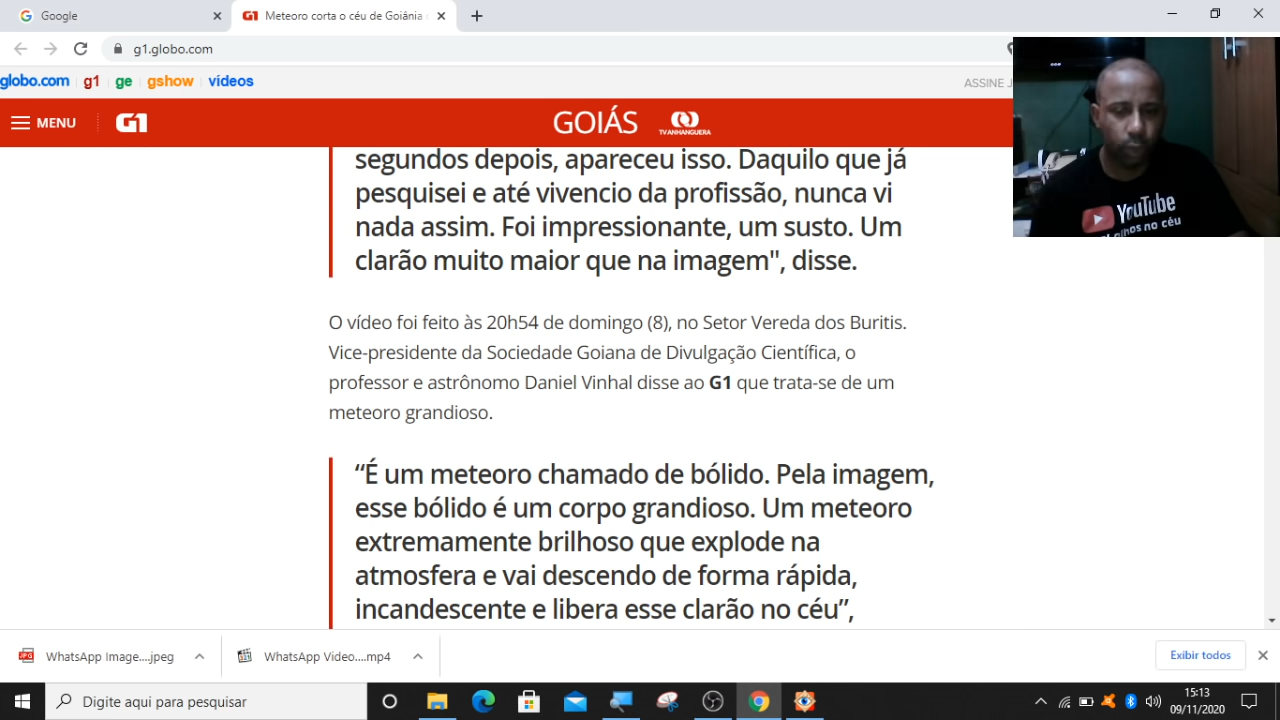 Google
G1 Meteoro corta o céu de Goiânia
g1.globo.com
globo.com g1 ge gshow videos
ASSINE
MENU G1
GOIÁS TV ANHANGUERA
YouTube
lhos no céu
segundos depois, apareceu isso. Daquilo que já
pesquisei e até vivencio da profissão, nunca vi
nada assim. Foi impressionante, um susto. Um
clarão muito maior que na imagem", disse.
O vídeo foi feito às 20h54 de domingo (8), no Setor Vereda dos Buritis.
Vice-presidente da Sociedade Goiana de Divulgação Científica, o
professor e astrônomo Daniel Vinhal disse ao G1 que trata-se de um
meteoro grandioso.
“É um meteoro chamado de bólido. Pela imagem,
esse bólido é um corpo grandioso. Um meteoro
extremamente brilhoso que explode na
atmosfera e vai descendo de forma rápida,
incandescente e libera esse clarão no céu”,
JPG WhatsApp Image....jpeg
WhatsApp Video....mp4
Exibir todos
Digite aqui para pesquisar
15:13
09/11/2020